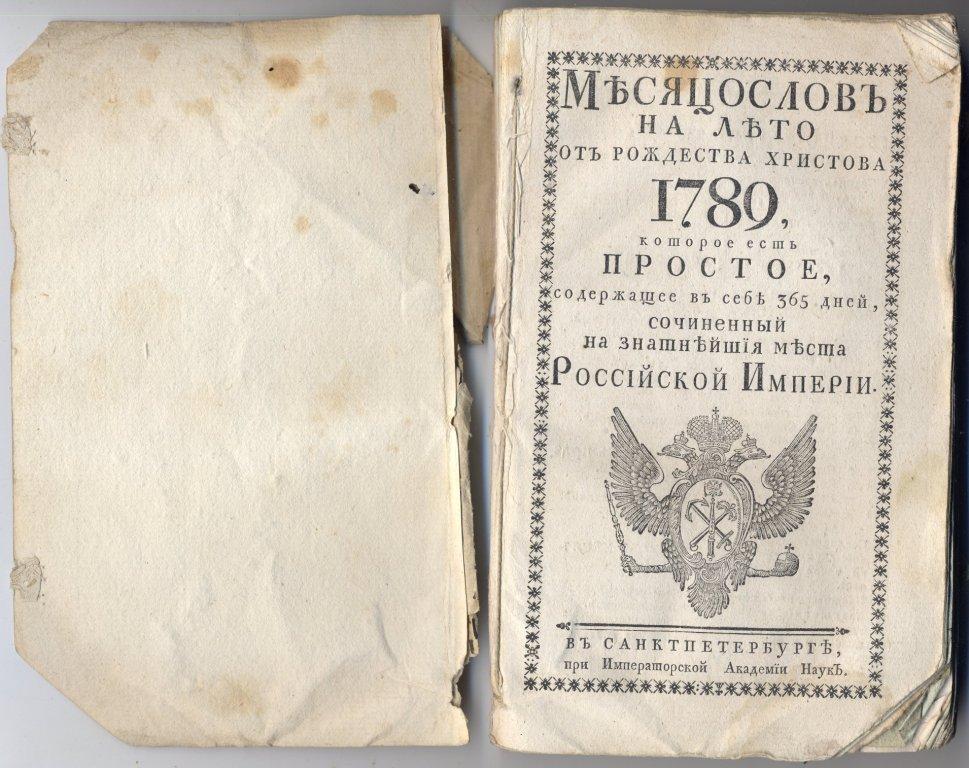 МѢСЯЦОСЛОВЪ
НА ЛѢТО
ОТЪ РОЖДЕСТВА ХРИСТОВА
1789,
которое есть
ПРОСТОЕ,
содержащее въ себѣ 365 дней,
сочиненный
на знатнѣйшія мѣста
РОССІЙСКОЙ ИМПЕРІИ.
ВЪ САНКТПЕТЕРБУРГѢ,
при Императорской Академіи Наукъ.